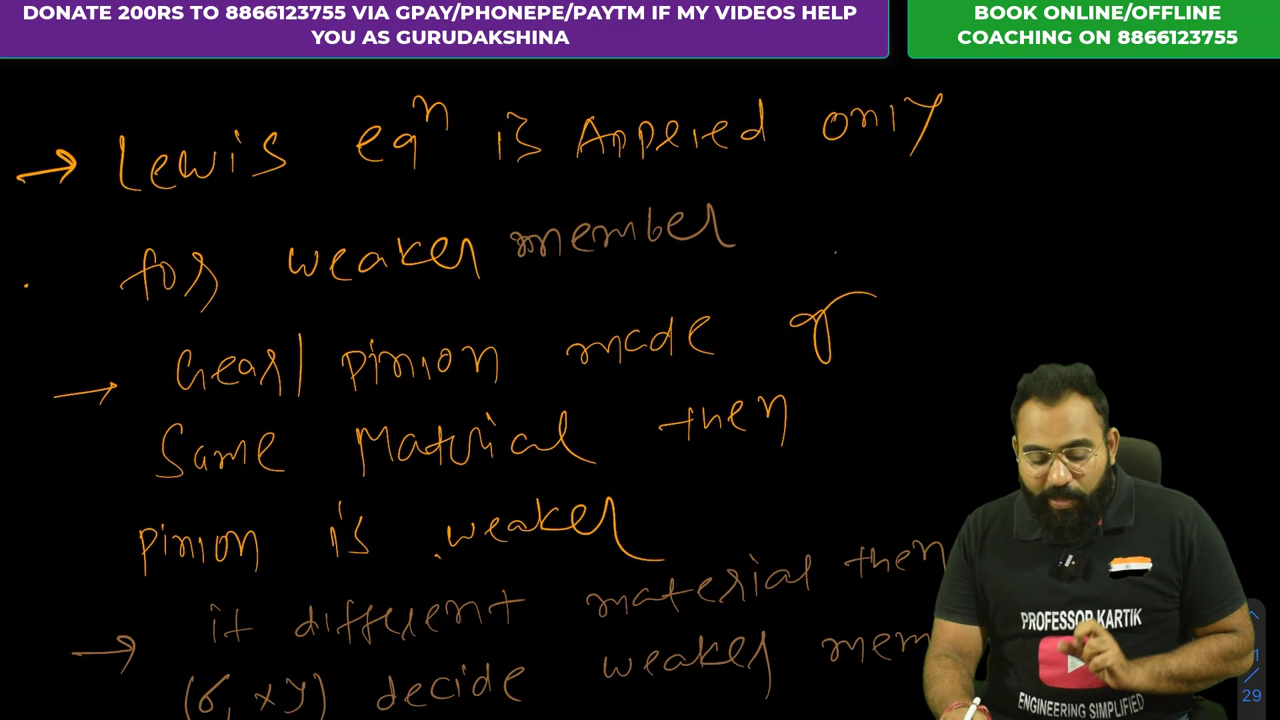 DONATE 200RS TO 8866123755 VIA GPAY/PHONEPE/PAYTM IF MY VIDEOS HELP
YOU AS GURUDAKSHINA
BOOK ONLINE/OFFLINE
COACHING ON 8866123755
→ Lewis eqⁿ is Applied only
for weaker member
→ Gear/ Pinion made of
Same Material then
Pinion is weaker
→ if different material then
(σ, × y) decide weaker mem
PROFESSOR KARTIK
ENGINEERING SIMPLIFIED
1
/
29